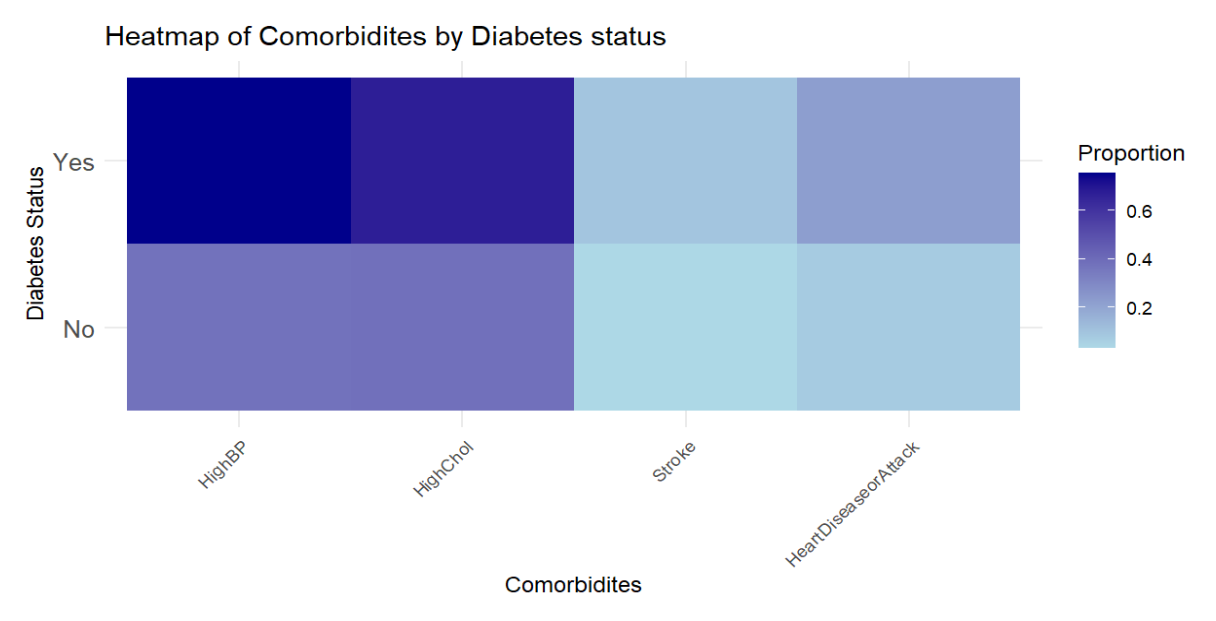 Heatmap of Comorbidites by Diabetes status
Diabetes Status
Yes
No
HighBP
HighChol
Stroke
HeartDiseaseorAttack
Comorbidites
Proportion
0.6
0.4
0.2